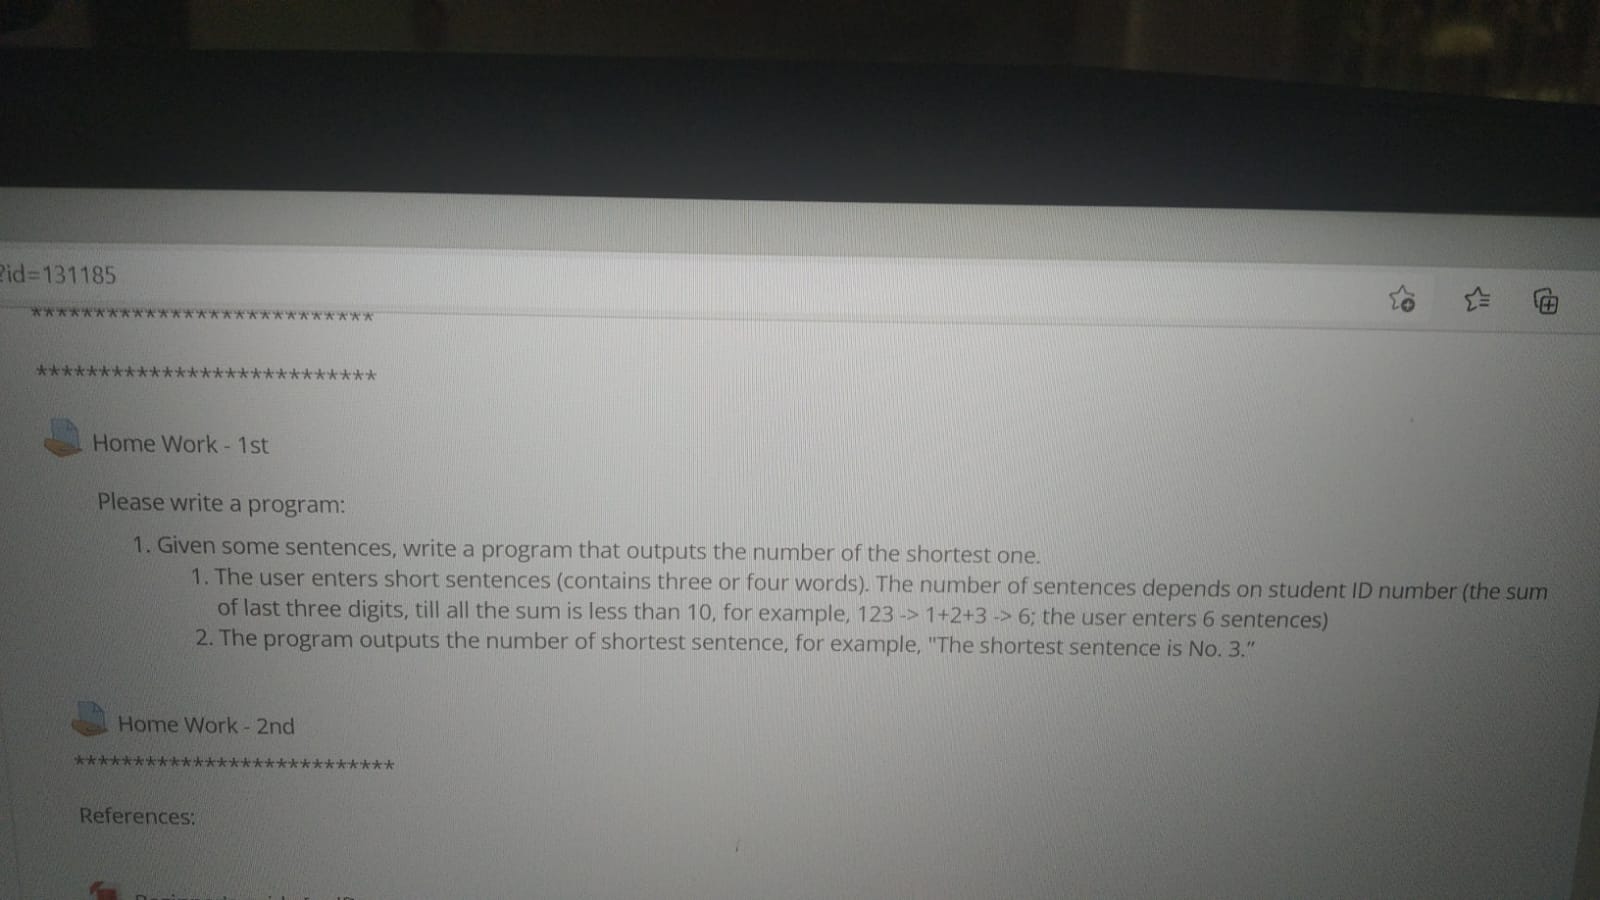 ?id=131185
***************************
***************************
Home Work - 1st
Please write a program:
1. Given some sentences, write a program that outputs the number of the shortest one.
1. The user enters short sentences (contains three or four words). The number of sentences depends on student ID number (the sum
of last three digits, till all the sum is less than 10, for example, 123 -> 1+2+3 -> 6; the user enters 6 sentences)
2. The program outputs the number of shortest sentence, for example, "The shortest sentence is No. 3.”
Home Work - 2nd
***************************
References: